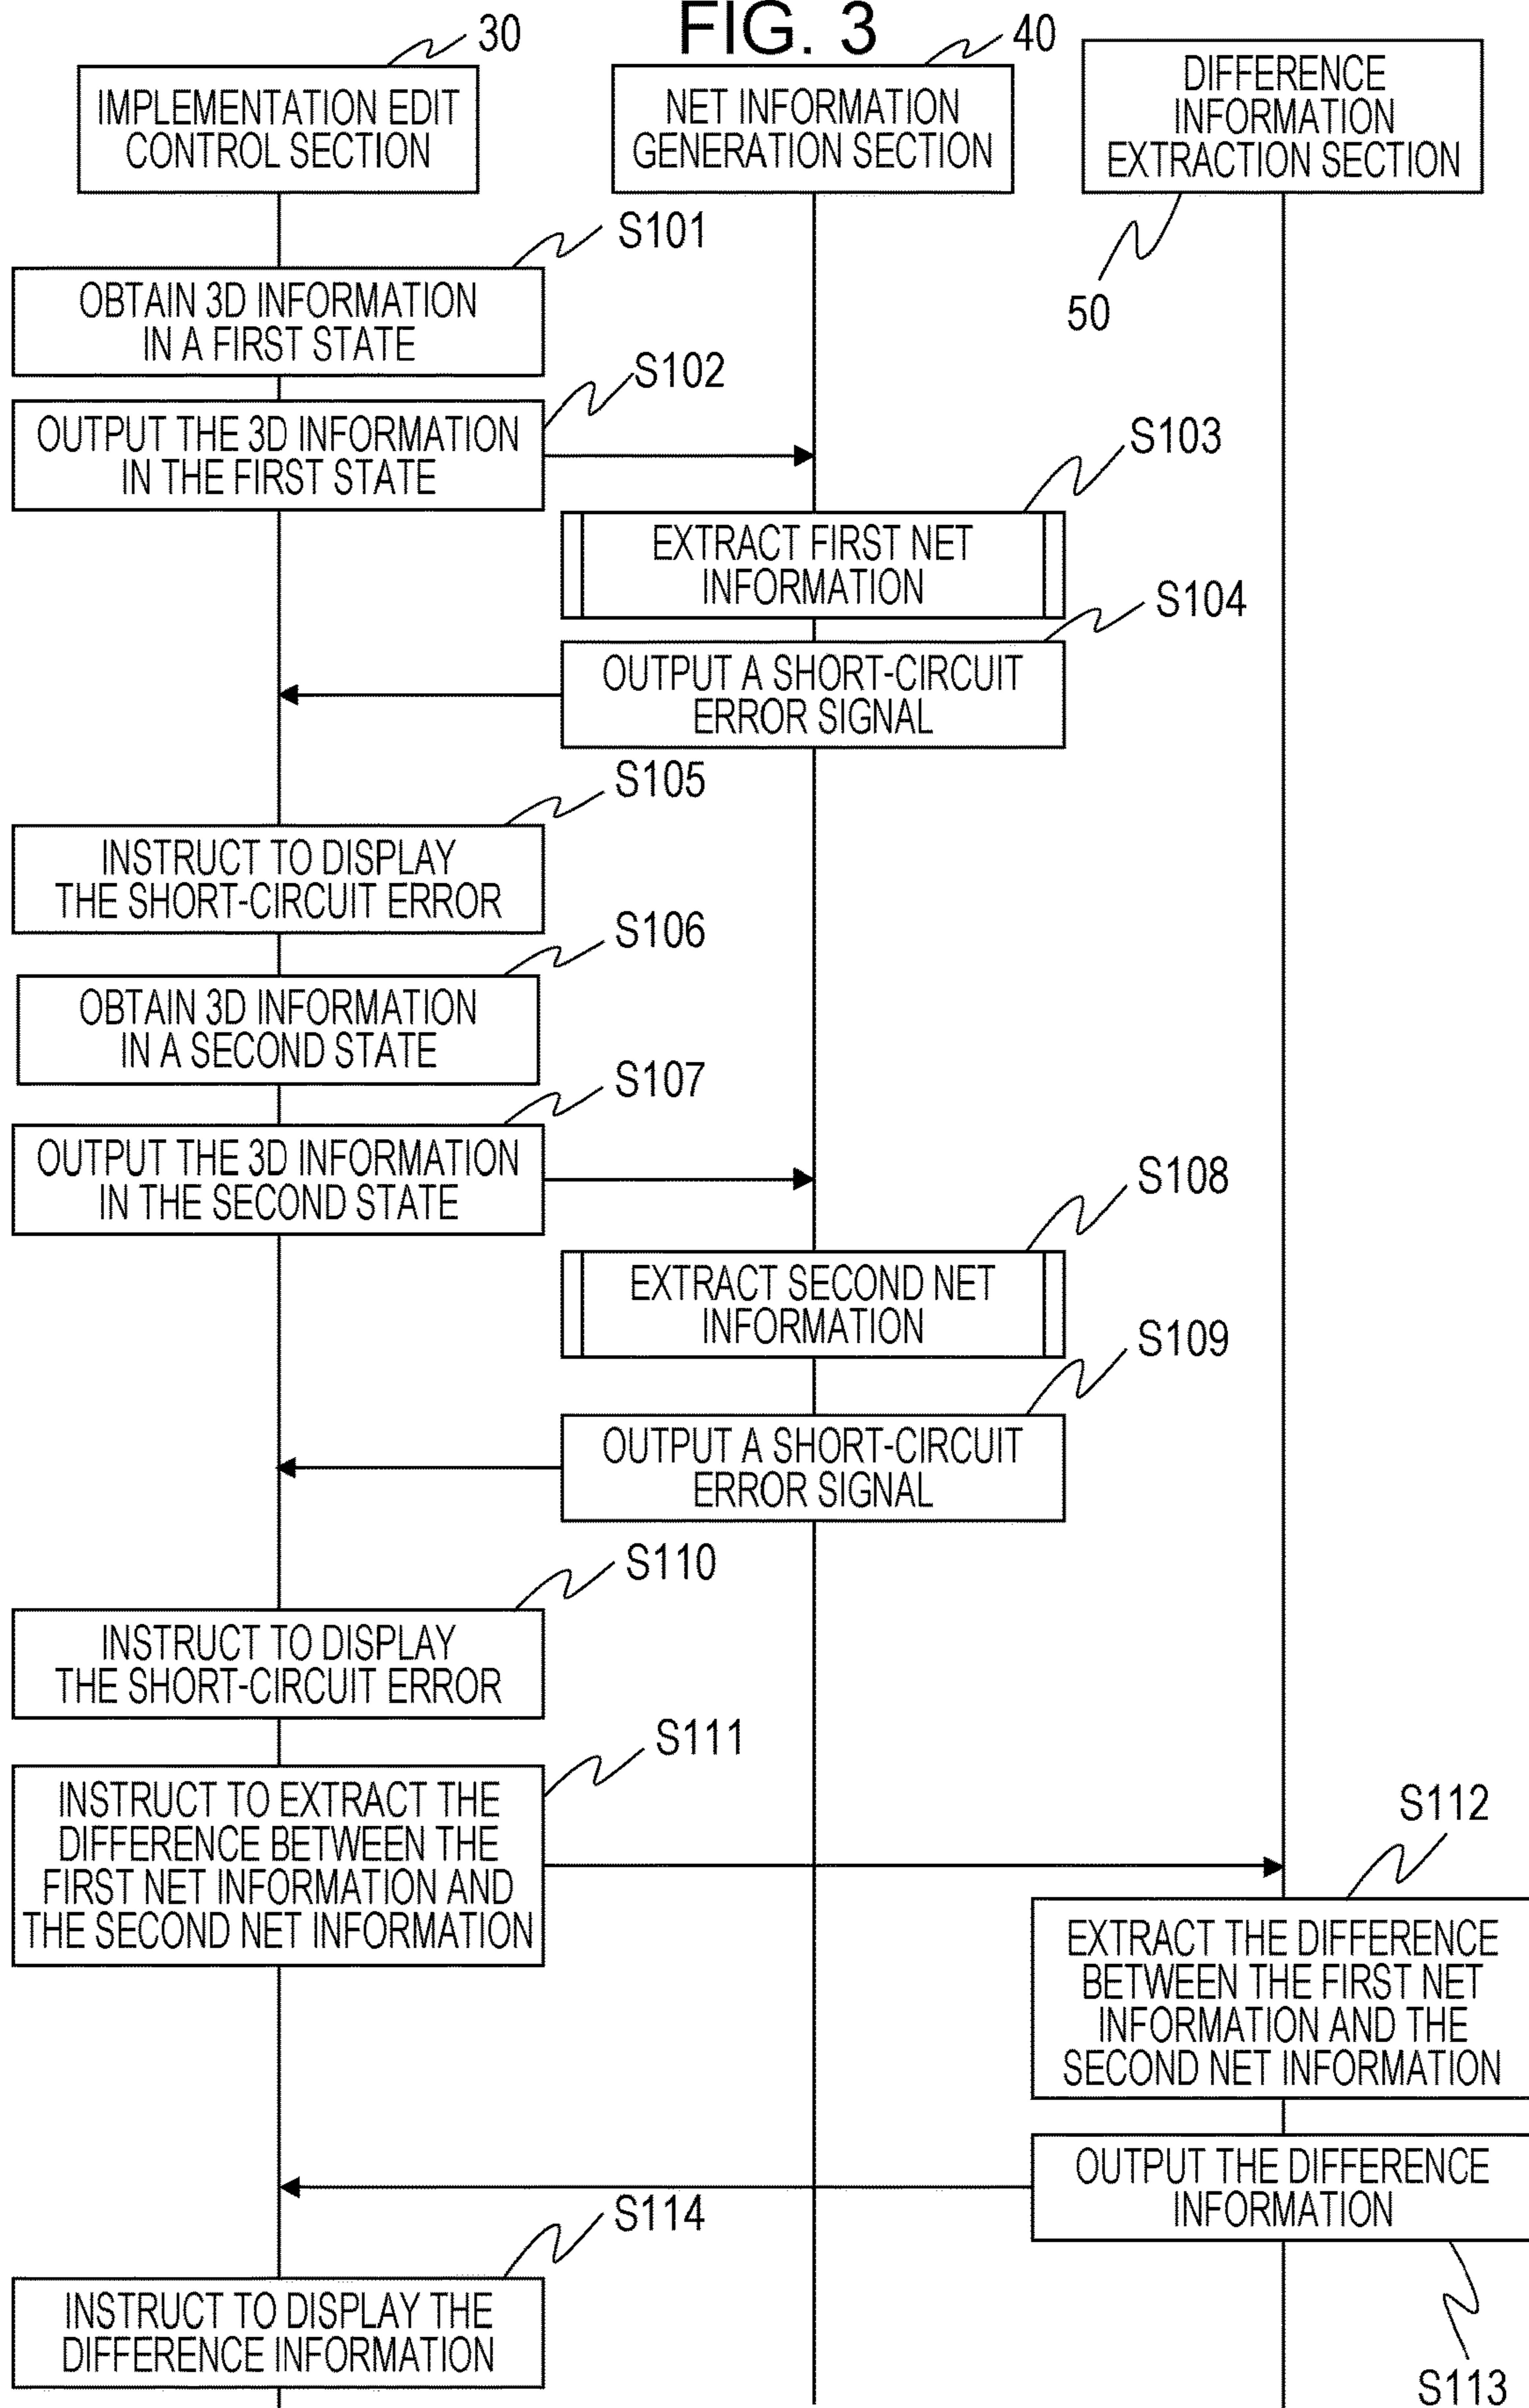 FIG. 3
30
IMPLEMENTATION EDIT
CONTROL SECTION
40
NET INFORMATION
GENERATION SECTION
DIFFERENCE
INFORMATION
EXTRACTION SECTION
50
S101
OBTAIN 3D INFORMATION
IN A FIRST STATE
S102
OUTPUT THE 3D INFORMATION
IN THE FIRST STATE
S103
EXTRACT FIRST NET
INFORMATION
S104
OUTPUT A SHORT-CIRCUIT
ERROR SIGNAL
S105
INSTRUCT TO DISPLAY
THE SHORT-CIRCUIT ERROR
S106
OBTAIN 3D INFORMATION
IN A SECOND STATE
S107
OUTPUT THE 3D INFORMATION
IN THE SECOND STATE
S108
EXTRACT SECOND NET
INFORMATION
S109
OUTPUT A SHORT-CIRCUIT
ERROR SIGNAL
S110
INSTRUCT TO DISPLAY
THE SHORT-CIRCUIT ERROR
S111
INSTRUCT TO EXTRACT THE
DIFFERENCE BETWEEN THE
FIRST NET INFORMATION AND
THE SECOND NET INFORMATION
S112
EXTRACT THE DIFFERENCE
BETWEEN THE FIRST NET
INFORMATION AND THE
SECOND NET INFORMATION
OUTPUT THE DIFFERENCE
INFORMATION
S113
S114
INSTRUCT TO DISPLAY THE
DIFFERENCE INFORMATION